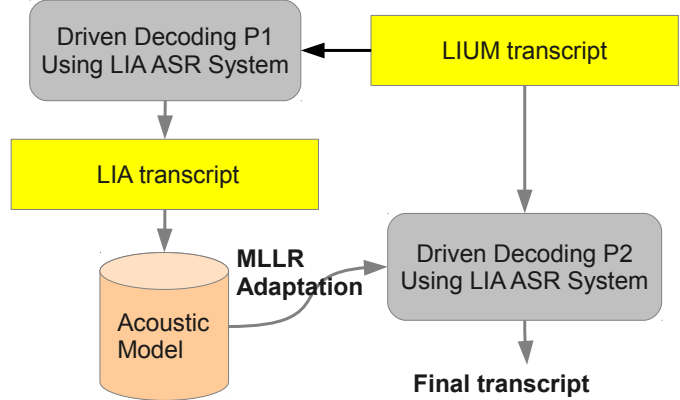 Driven Decoding P1
Using LIA ASR System
LIUM transcript
LIA transcript
MLLR
Adaptation
Acoustic
Model
Driven Decoding P2
Using LIA ASR System
Final transcript